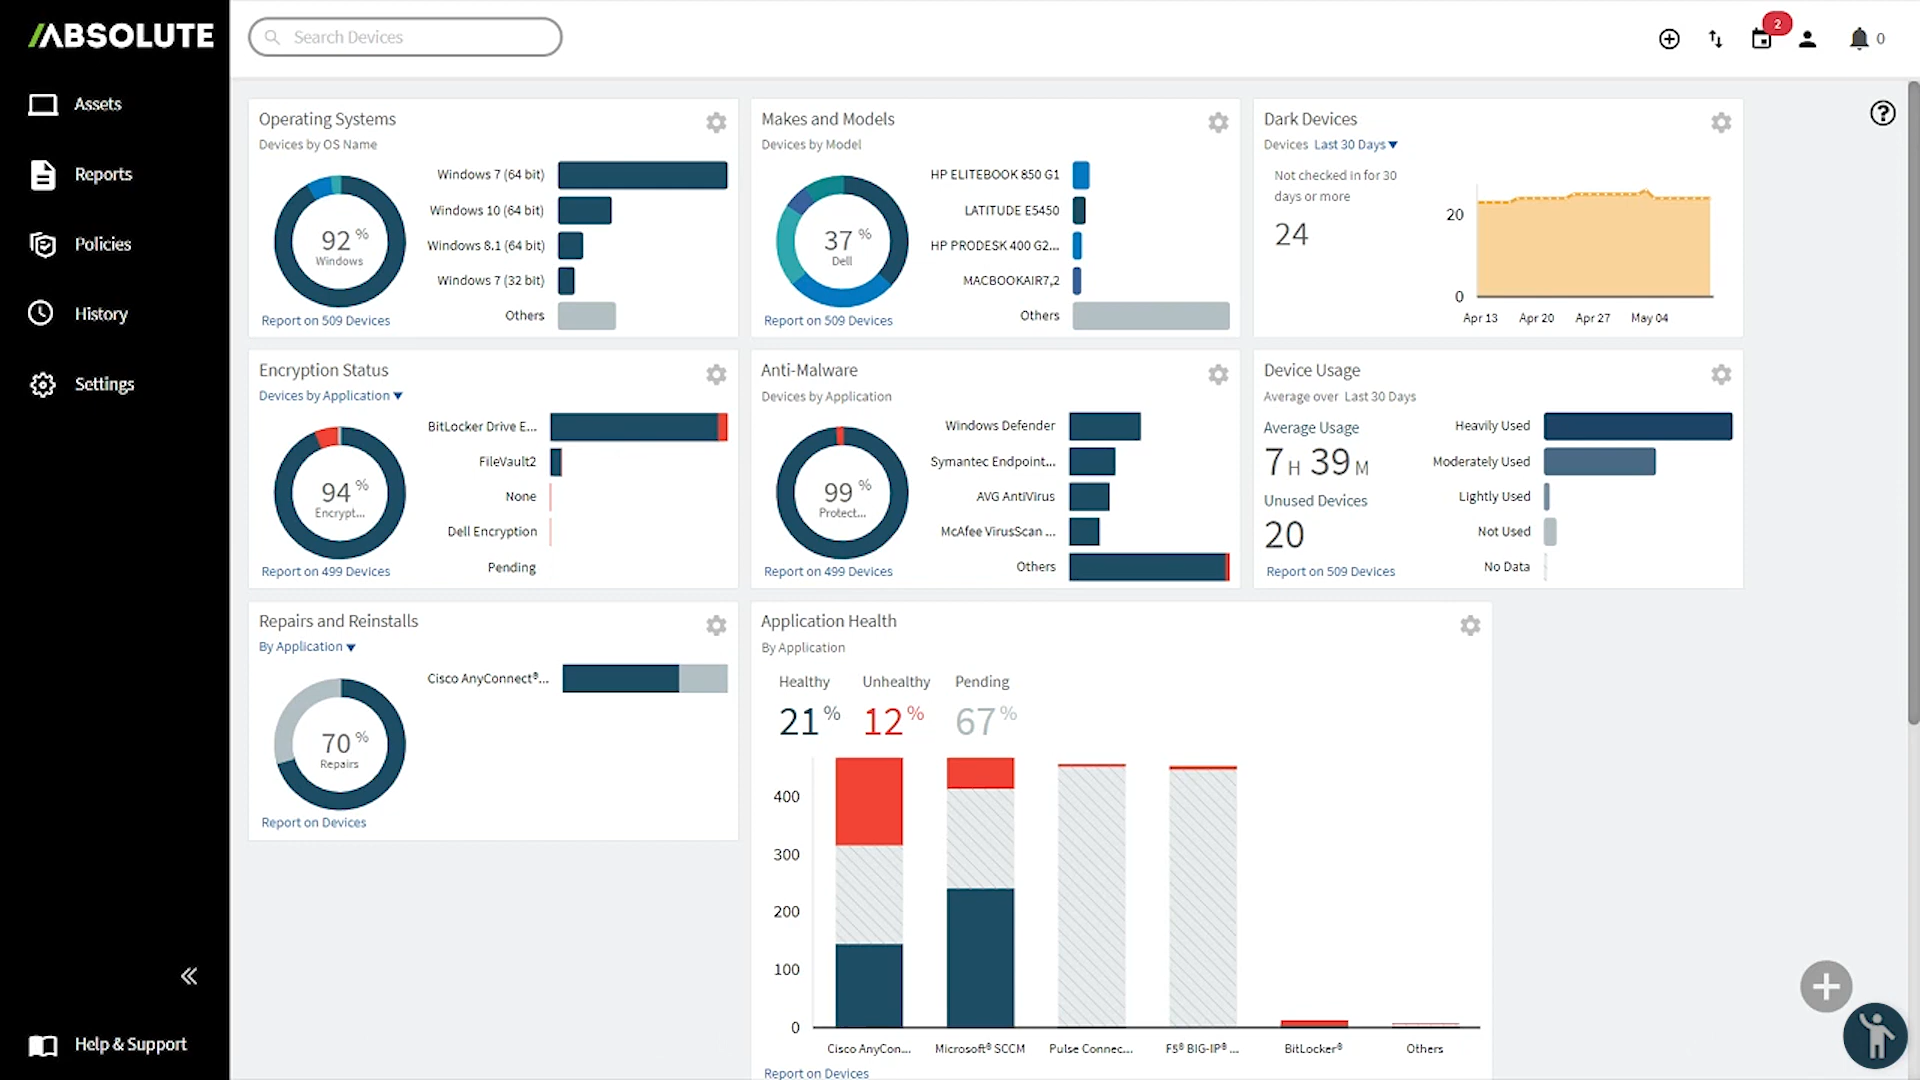 ABSOLUTE
Search Devices
2
0
Assets
Reports
Policies
History
Settings
Help & Support
Operating Systems
Devices by OS Name
92 %
Windows
Windows 7 (64 bit)
Windows 10 (64 bit)
Windows 8.1 (64 bit)
Windows 7 (32 bit)
Others
Report on 509 Devices
Makes and Models
Devices by Model
37 %
Dell
HP ELITEBOOK 850 G1
LATITUDE E5450
HP PRODESK 400 G2...
MACBOOKAIR7,2
Others
Report on 509 Devices
Dark Devices
Devices Last 30 Days
Not checked in for 30
days or more
24
20
0
Apr 13 Apr 20 Apr 27 May 04
Encryption Status
Devices by Application
94 %
Encrypt...
BitLocker Drive E...
FileVault2
None
Dell Encryption
Pending
Report on 499 Devices
Anti-Malware
Devices by Application
99 %
Protect...
Windows Defender
Symantec Endpoint...
AVG AntiVirus
McAfee VirusScan ...
Others
Report on 499 Devices
Device Usage
Average over Last 30 Days
Average Usage
7 H 39 M
Unused Devices
20
Heavily Used
Moderately Used
Lightly Used
Not Used
No Data
Report on 509 Devices
Repairs and Reinstalls
By Application
70 %
Repairs
Cisco AnyConnect®...
Report on Devices
Application Health
By Application
Healthy Unhealthy Pending
21 % 12 % 67 %
400
300
200
100
0
Cisco AnyCon... Microsoft® SCCM Pulse Connec... F5® BIG-IP® ... BitLocker® Others
Report on Devices